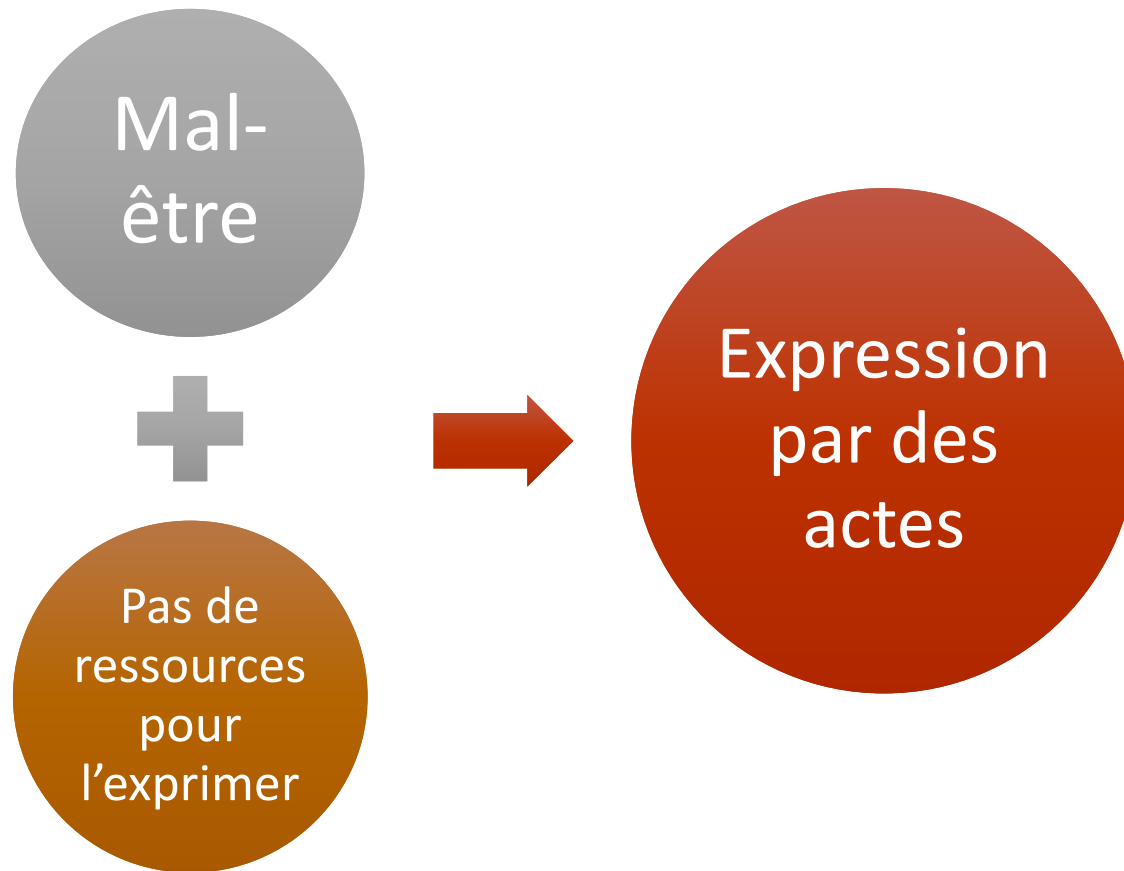 Mal-
être
Pas de
ressources
pour
l’exprimer
Expression
par des
actes